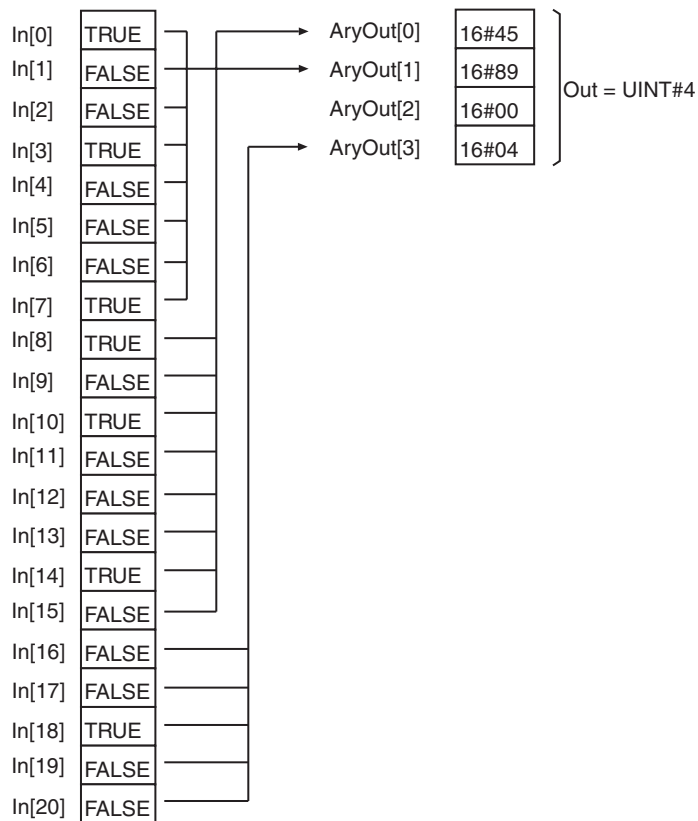 In[0] TRUE AryOut[0] 16#45
In[1] FALSE AryOut[1] 16#89
Out = UINT#4
In[2] FALSE AryOut[2] 16#00
In[3] TRUE AryOut[3] 16#04
In[4] FALSE
In[5] FALSE
In[6] FALSE
In[7] TRUE
In[8] TRUE
In[9] FALSE
In[10] TRUE
In[11] FALSE
In[12] FALSE
In[13] FALSE
In[14] TRUE
In[15] FALSE
In[16] FALSE
In[17] FALSE
In[18] TRUE
In[19] FALSE
In[20] FALSE